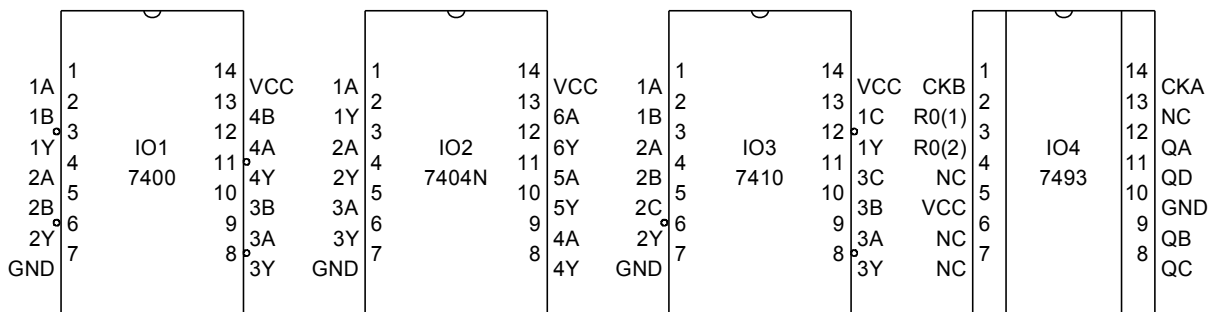 1 14 1 14 1 14 1 14
1A VCC 1A VCC 1A VCC CKB CKA
2 13 2 13 2 13 2 13
1B 4B 1Y 6A 1B 1C R0(1) NC
3 12 3 12 3 12 3 12
1Y IO1 4A 2A IO2 6Y 2A IO3 1Y R0(2) IO4 QA
4 11 4 11 4 11 4 11
2A 7400 4Y 2Y 7404N 5A 2B 7410 3C NC 7493 QD
5 10 5 10 5 10 5 10
2B 3B 3A 5Y 2C 3B VCC GND
6 9 6 9 6 9 6 9
2Y 3A 3Y 4A 2Y 3A NC QB
7 8 7 8 7 8 7 8
GND 3Y GND 4Y GND 3Y NC QC